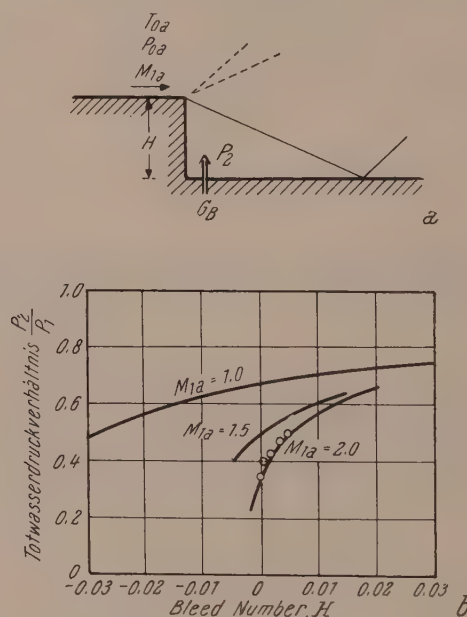 T0a
P0a
M1a
H
P2
GB
a
Totwasserdruckverhältnis P2/P1
1.0
0.8
0.6
0.4
0.2
0
M1a = 1.0
M1a = 1.5
M1a = 2.0
-0.03 -0.02 -0.01 0 0.01 0.02 0.03
Bleed Number, H
b